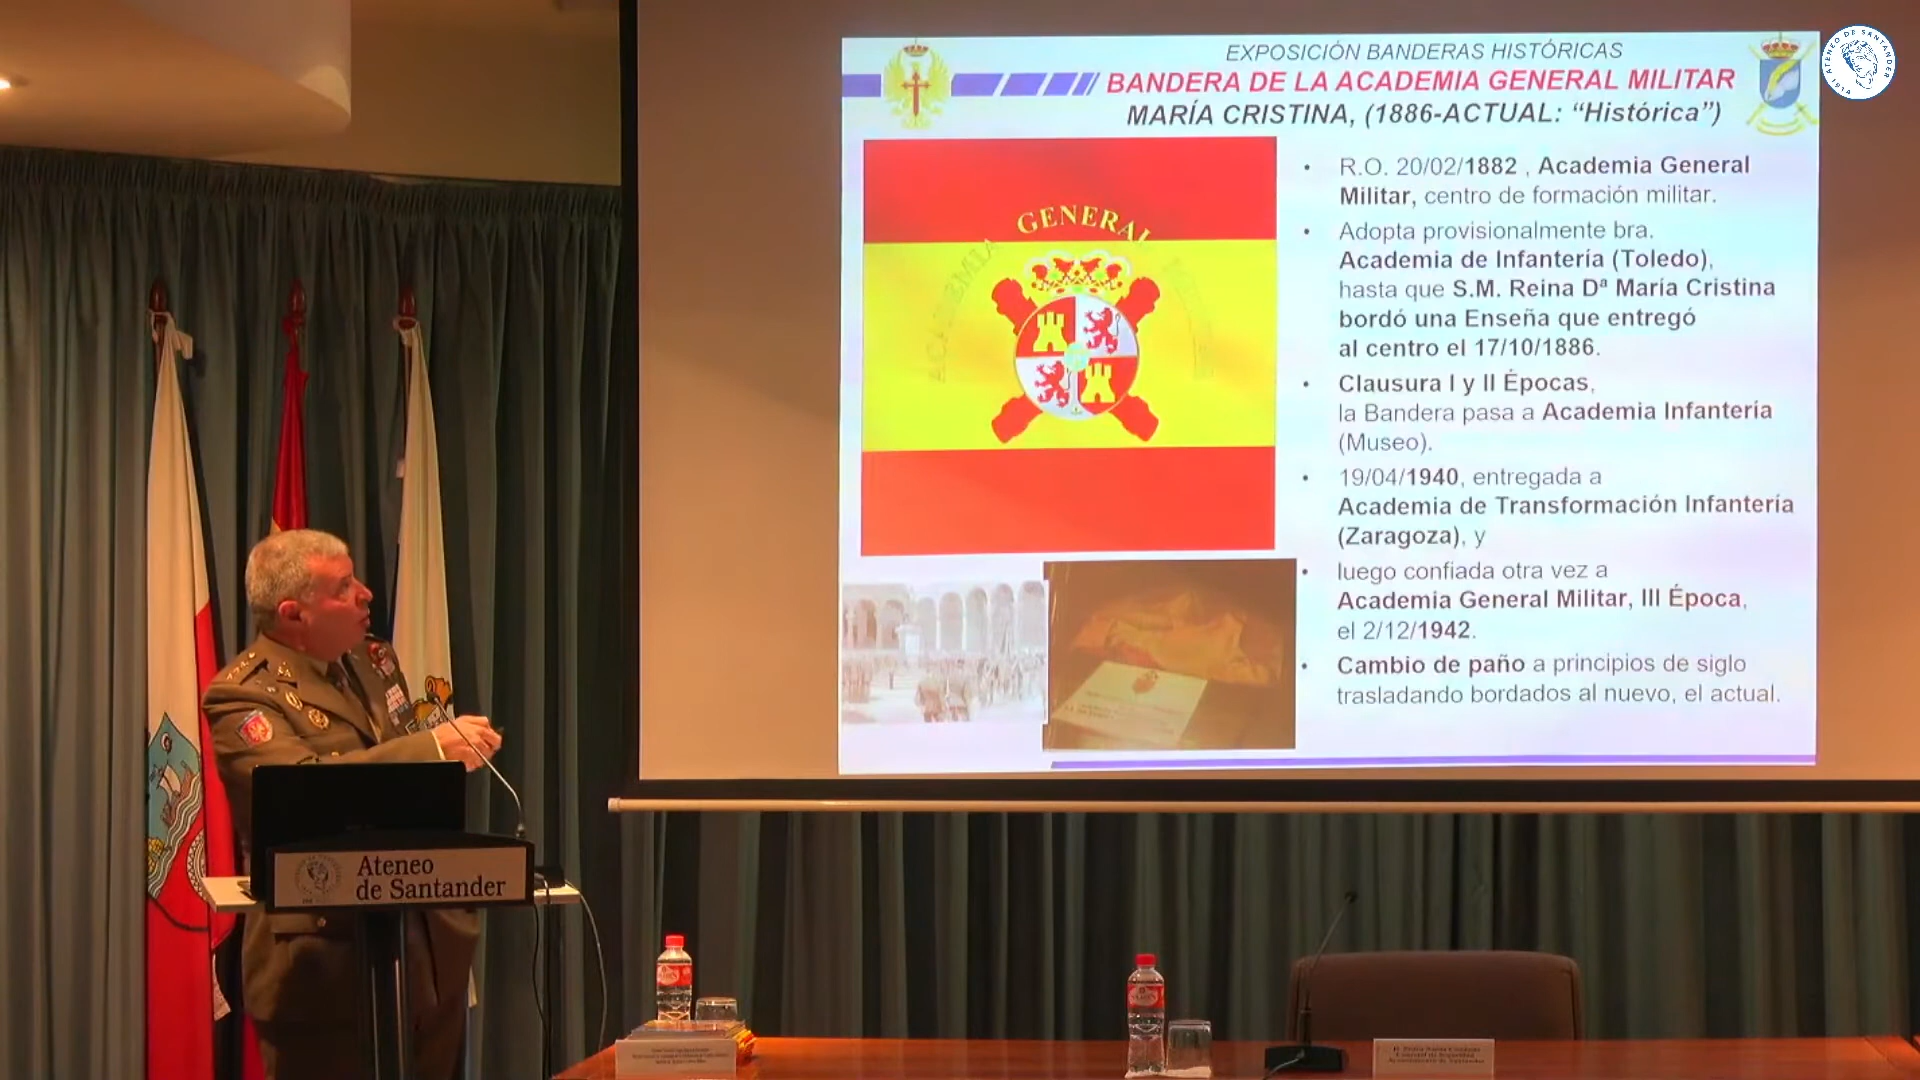 EXPOSICIÓN BANDERAS HISTÓRICAS
BANDERA DE LA ACADEMIA GENERAL MILITAR
MARÍA CRISTINA, (1886-ACTUAL: “Histórica”)
ATENEO DE SANTANDER
1914
ACADEMIA GENERAL
• R.O. 20/02/1882 , Academia General
Militar, centro de formación militar.
• Adopta provisionalmente bra.
Academia de Infantería (Toledo),
hasta que S.M. Reina Dª María Cristina
bordó una Enseña que entregó
al centro el 17/10/1886.
• Clausura I y II Épocas,
la Bandera pasa a Academia Infantería
(Museo).
• 19/04/1940, entregada a
Academia de Transformación Infantería
(Zaragoza), y
• luego confiada otra vez a
Academia General Militar, III Época,
el 2/12/1942.
• Cambio de paño a principios de siglo
trasladando bordados al nuevo, el actual.
Ateneo
de Santander